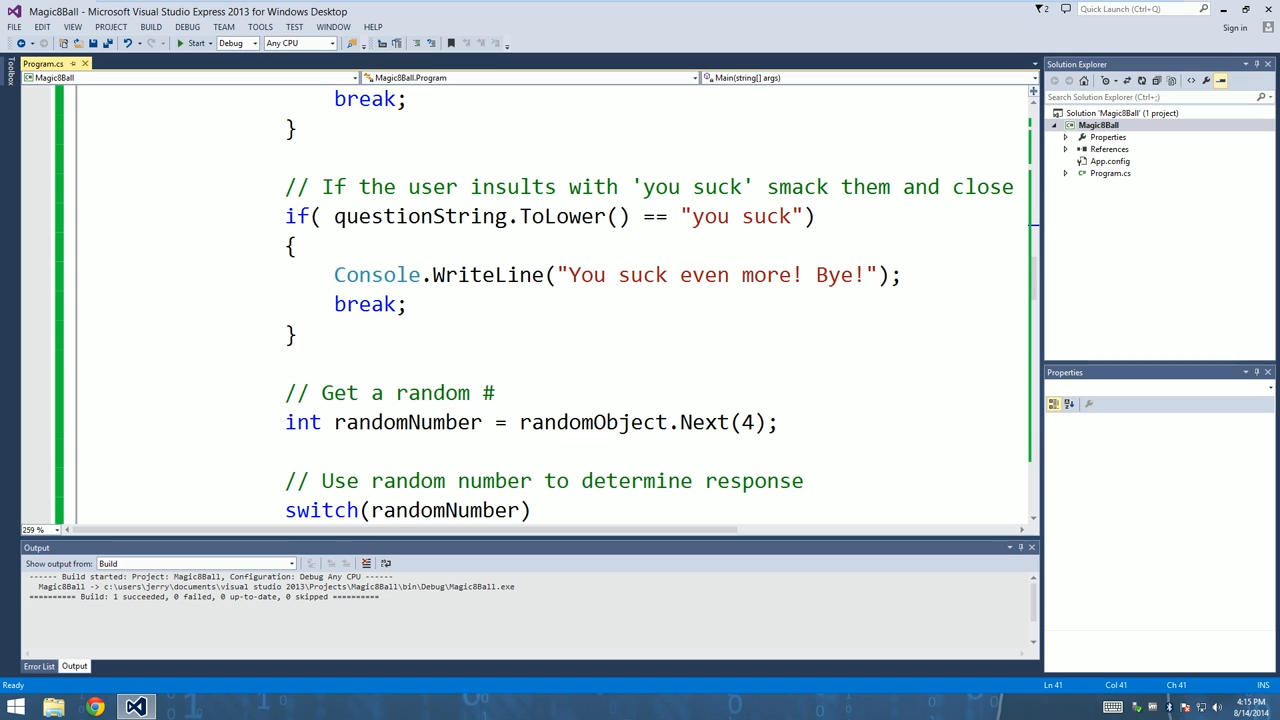 Magic8Ball - Microsoft Visual Studio Express 2013 for Windows Desktop
2
Quick Launch (Ctrl+Q)
FILE EDIT VIEW PROJECT BUILD DEBUG TEAM TOOLS TEST WINDOW HELP
Sign in
Start Debug Any CPU
Toolbox
Program.cs
Magic8Ball
Magic8Ball.Program
Main(string[] args)
break;
}
// If the user insults with 'you suck' smack them and close
if( questionString.ToLower() == "you suck")
{
Console.WriteLine("You suck even more! Bye!");
break;
}
// Get a random #
int randomNumber = randomObject.Next(4);
// Use random number to determine response
switch(randomNumber)
259 %
Solution Explorer
Search Solution Explorer (Ctrl+;)
Solution 'Magic8Ball' (1 project)
Magic8Ball
Properties
References
App.config
Program.cs
Properties
Output
Show output from: Build
------ Build started: Project: Magic8Ball, Configuration: Debug Any CPU ------
Magic8Ball -> c:\users\jerry\documents\visual studio 2013\Projects\Magic8Ball\bin\Debug\Magic8Ball.exe
========== Build: 1 succeeded, 0 failed, 0 up-to-date, 0 skipped ==========
Error List Output
Ready
Ln 41 Col 41 Ch 41 INS
4:15 PM
8/14/2014